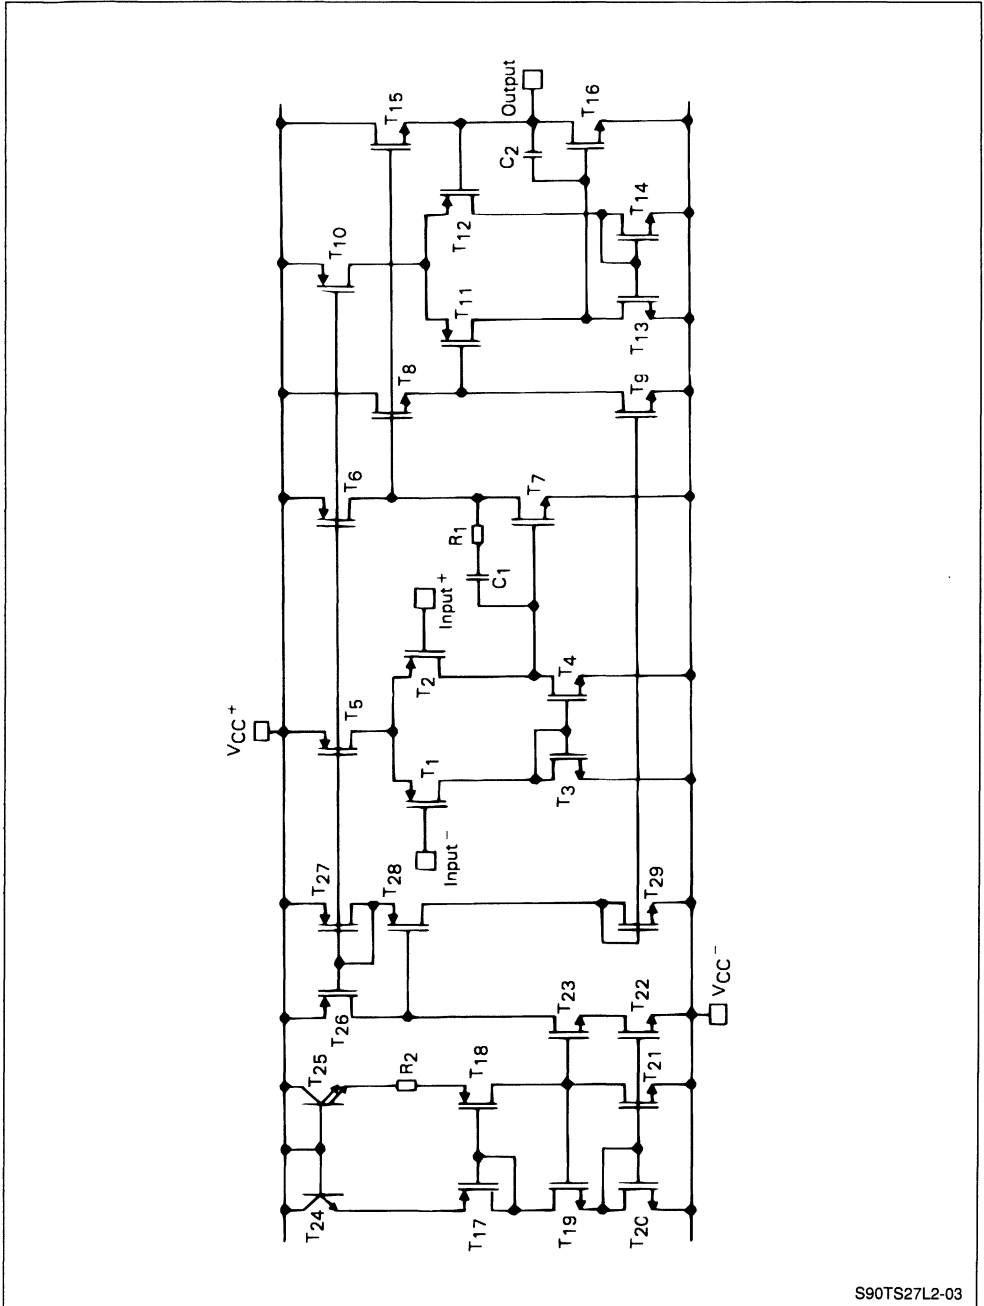 Output
T15
T16
C2
T14
T12
T10
T11
T13
T8
T9
T6
T7
R1
C1
Input+
T4
T2
VCC+
T5
T1
T3
Input−
T27
T28
T29
T26
T23
T22
VCC−
T25
R2
T18
T21
T24
T17
T19
T2C
S90TS27L2-03